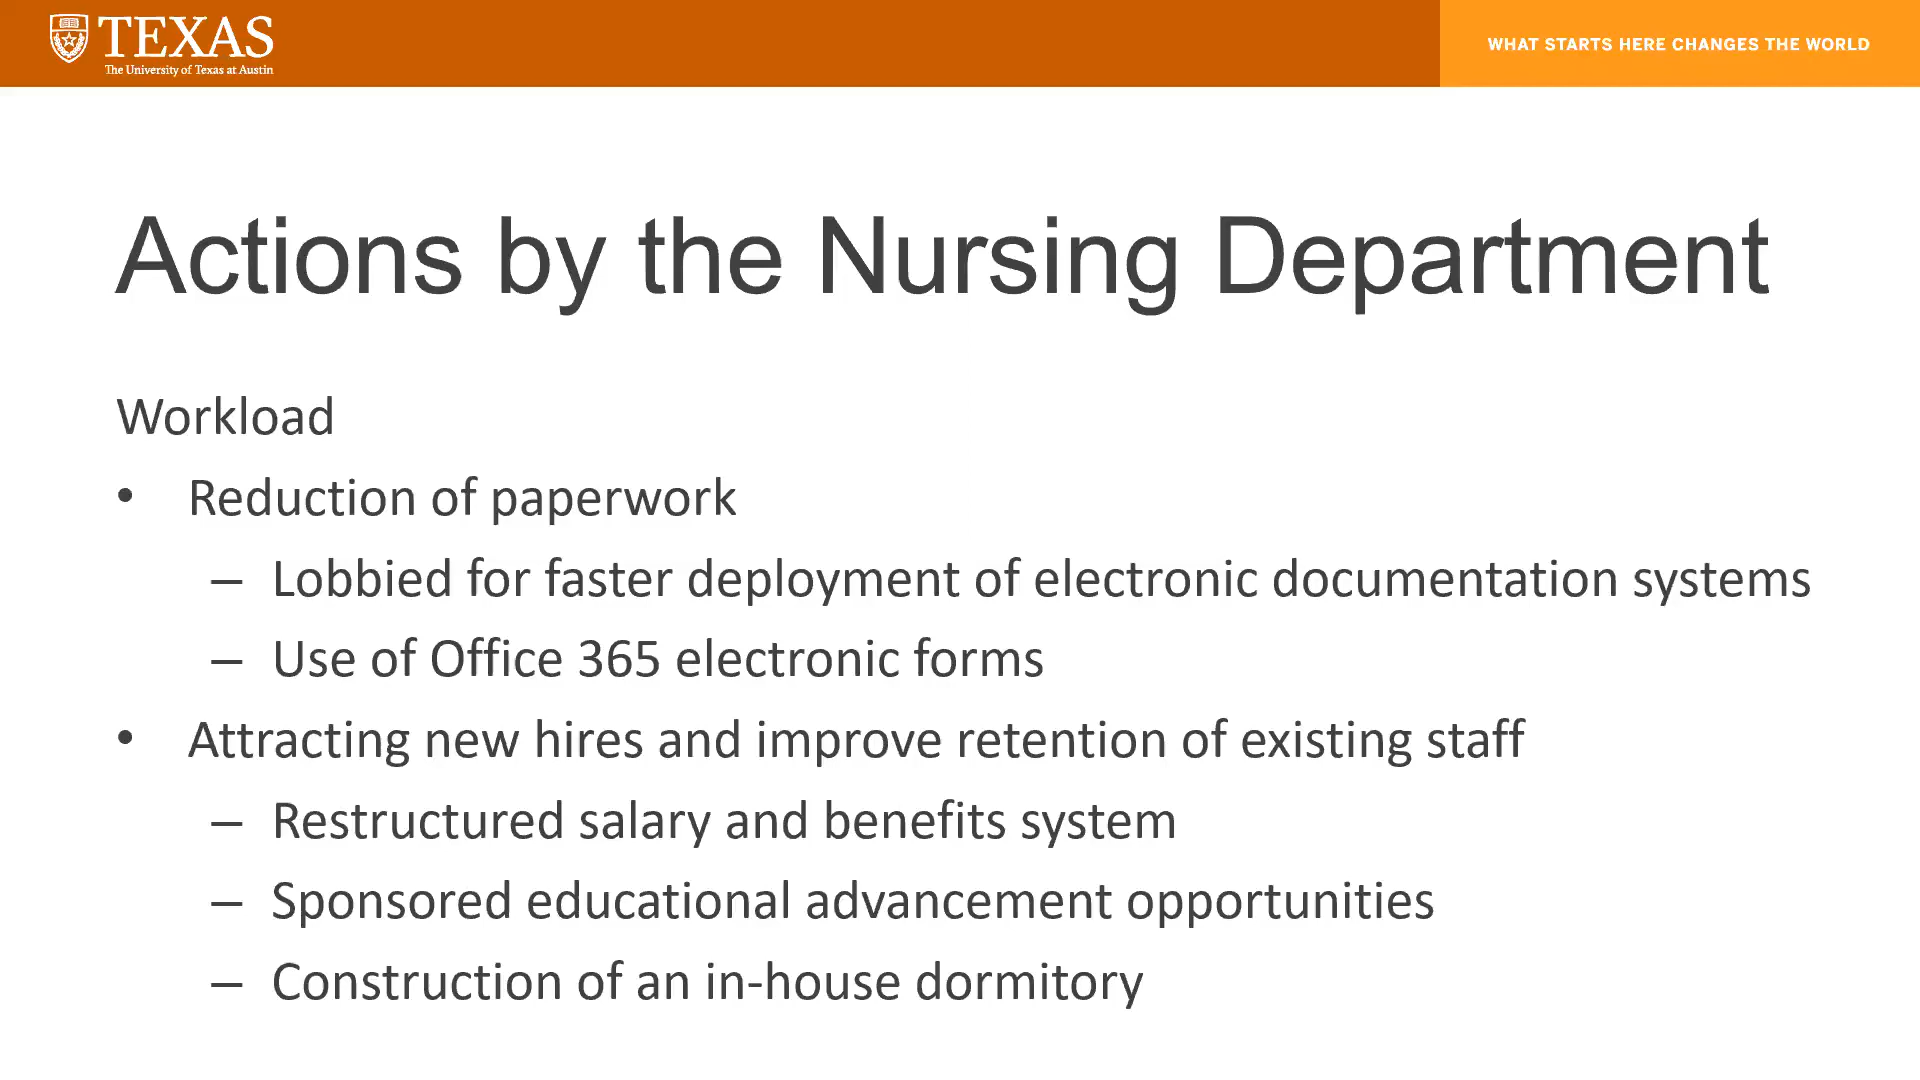 TEXAS
The University of Texas at Austin
WHAT STARTS HERE CHANGES THE WORLD
Actions by the Nursing Department
Workload
• Reduction of paperwork
– Lobbied for faster deployment of electronic documentation systems
– Use of Office 365 electronic forms
• Attracting new hires and improve retention of existing staff
– Restructured salary and benefits system
– Sponsored educational advancement opportunities
– Construction of an in-house dormitory